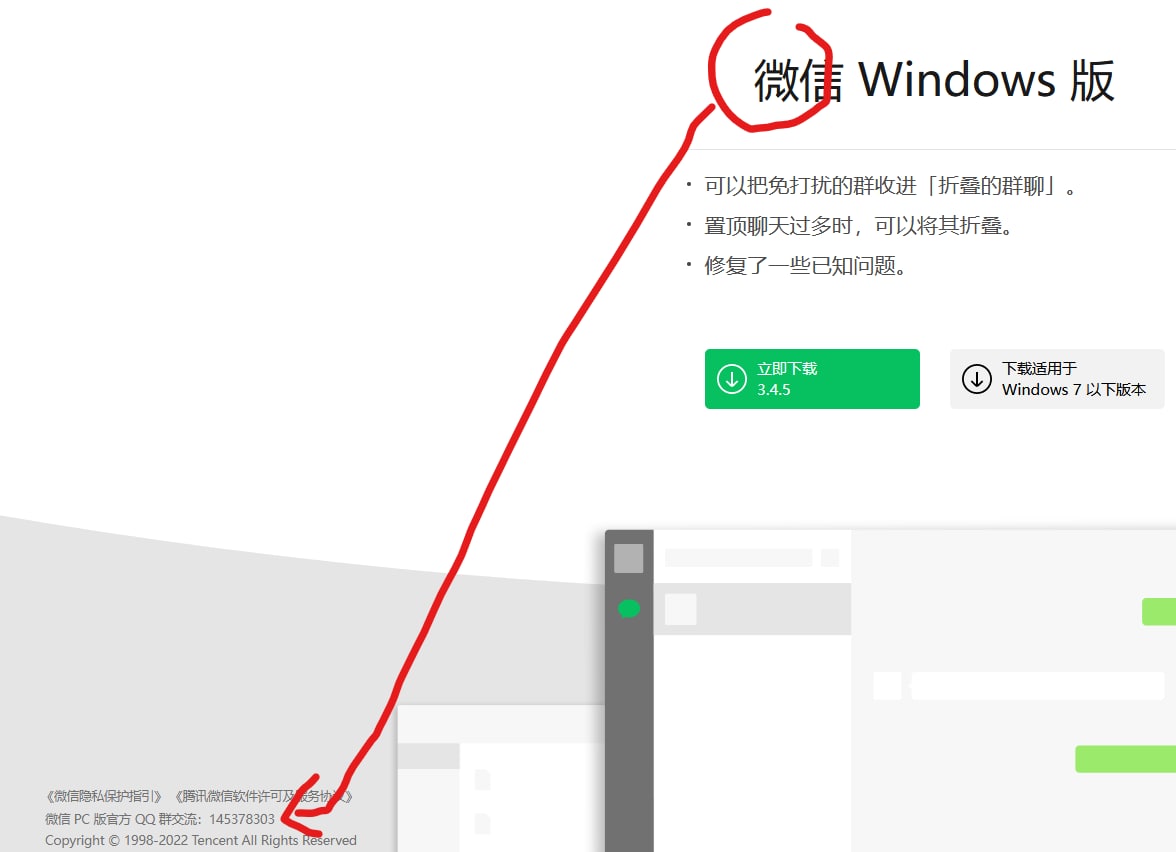 微信 Windows 版
· 可以把免打扰的群收进「折叠的群聊」。
· 置顶聊天过多时，可以将其折叠。
· 修复了一些已知问题。
立即下载
3.4.5
下载适用于
Windows 7 以下版本
《微信隐私保护指引》 《腾讯微信软件许可及服务协议》
微信 PC 版官方 QQ 群交流：145378303
Copyright © 1998-2022 Tencent All Rights Reserved